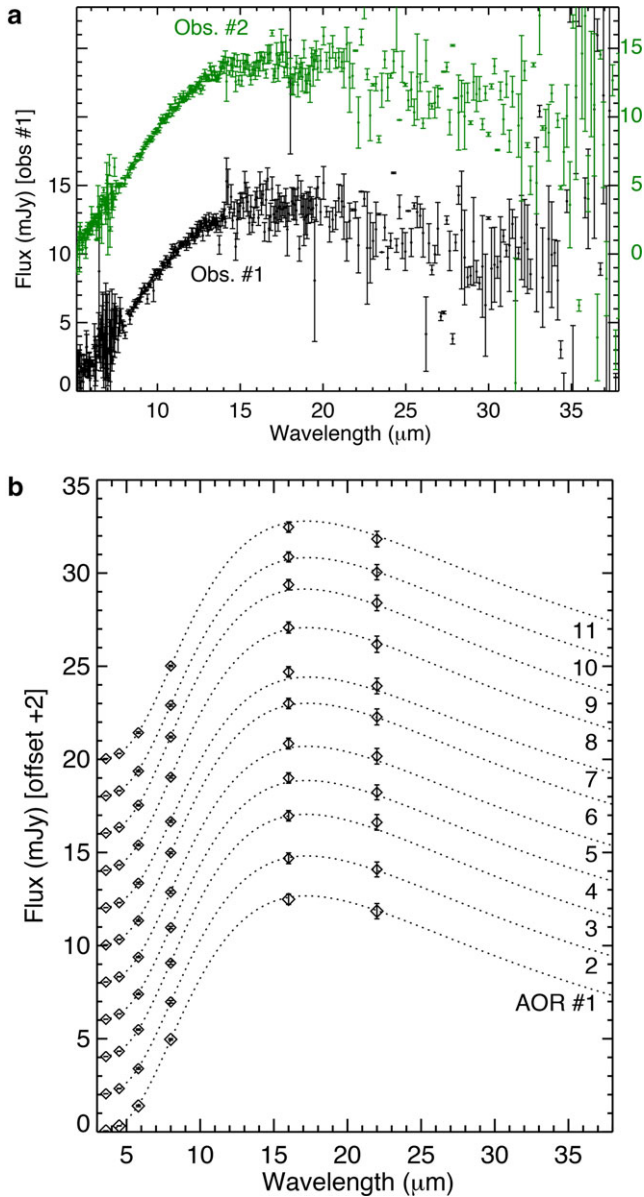 a
Obs. #2
Obs. #1
Flux (mJy) [obs #1]
15
10
5
0
15
10
5
0
10 15 20 25 30 35
Wavelength (μm)
b
35
30
25
20
15
10
5
0
Flux (mJy) [offset +2]
11
10
9
8
7
6
5
4
3
2
AOR #1
5 10 15 20 25 30 35
Wavelength (μm)